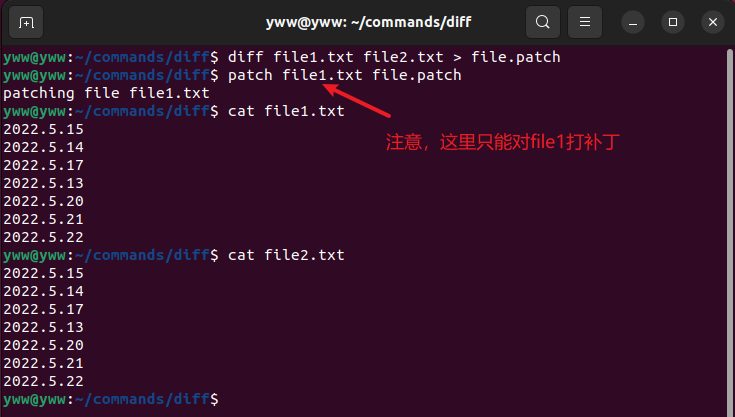 yww@yww: ~/commands/diff
yww@yww:~/commands/diff$ diff file1.txt file2.txt > file.patch
yww@yww:~/commands/diff$ patch file1.txt file.patch
patching file file1.txt
yww@yww:~/commands/diff$ cat file1.txt
2022.5.15
注意，这里只能对file1打补丁
2022.5.14
2022.5.17
2022.5.13
2022.5.20
2022.5.21
2022.5.22
yww@yww:~/commands/diff$ cat file2.txt
2022.5.15
2022.5.14
2022.5.17
2022.5.13
2022.5.20
2022.5.21
2022.5.22
yww@yww:~/commands/diff$